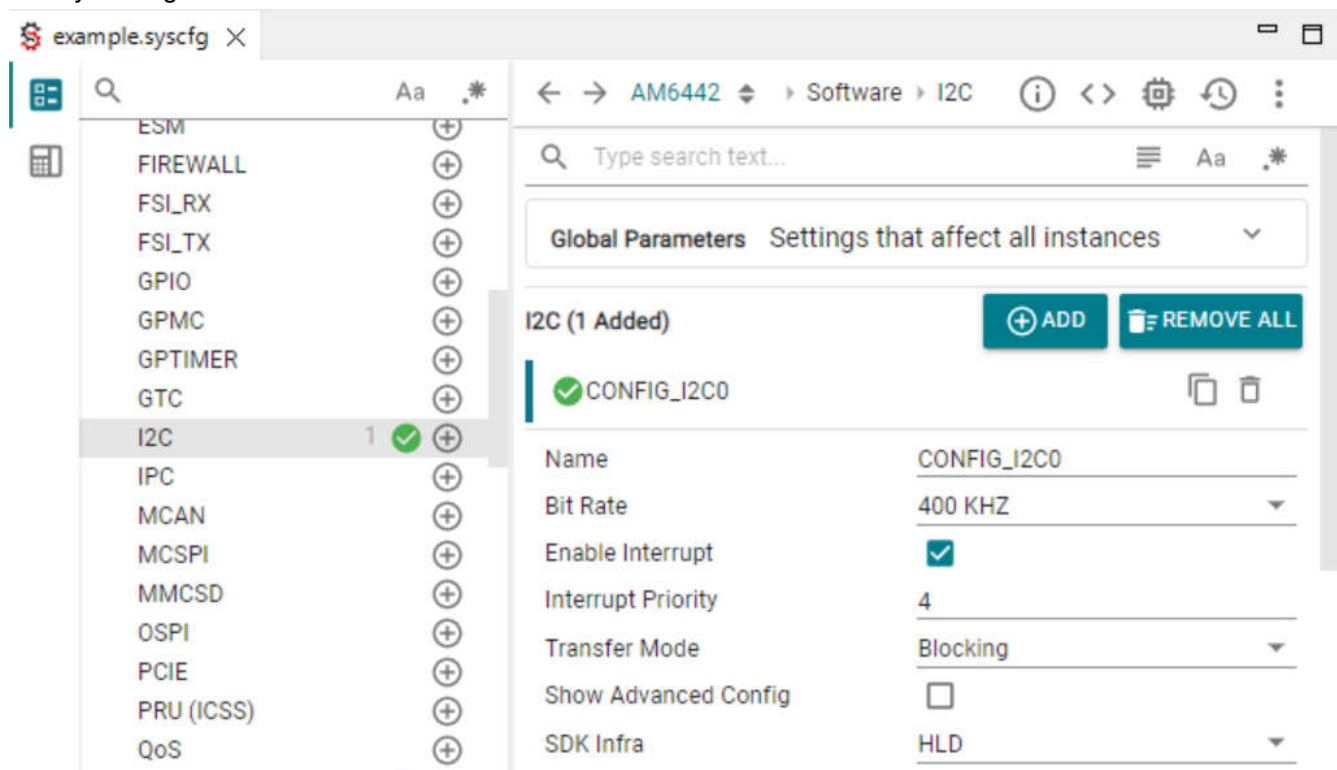 example.syscfg
Aa .*
ESM
FIREWALL
FSI_RX
FSI_TX
GPIO
GPMC
GPTIMER
GTC
I2C 1
IPC
MCAN
MCSPI
MMCSD
OSPI
PCIE
PRU (ICSS)
QoS
AM6442 Software I2C
Type search text... Aa .*
Global Parameters Settings that affect all instances
I2C (1 Added) ADD REMOVE ALL
CONFIG_I2C0
Name CONFIG_I2C0
Bit Rate 400 KHZ
Enable Interrupt
Interrupt Priority 4
Transfer Mode Blocking
Show Advanced Config
SDK Infra HLD